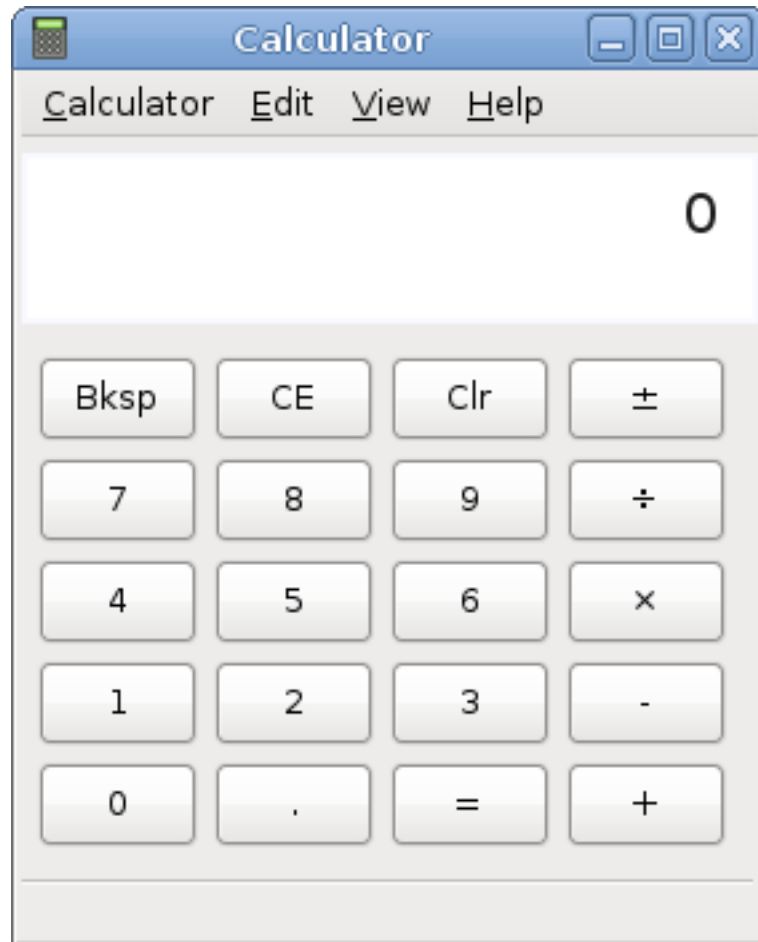 Calculator
Calculator Edit View Help
0
Bksp CE Clr ±
7 8 9 ÷
4 5 6 ×
1 2 3 -
0 . = +